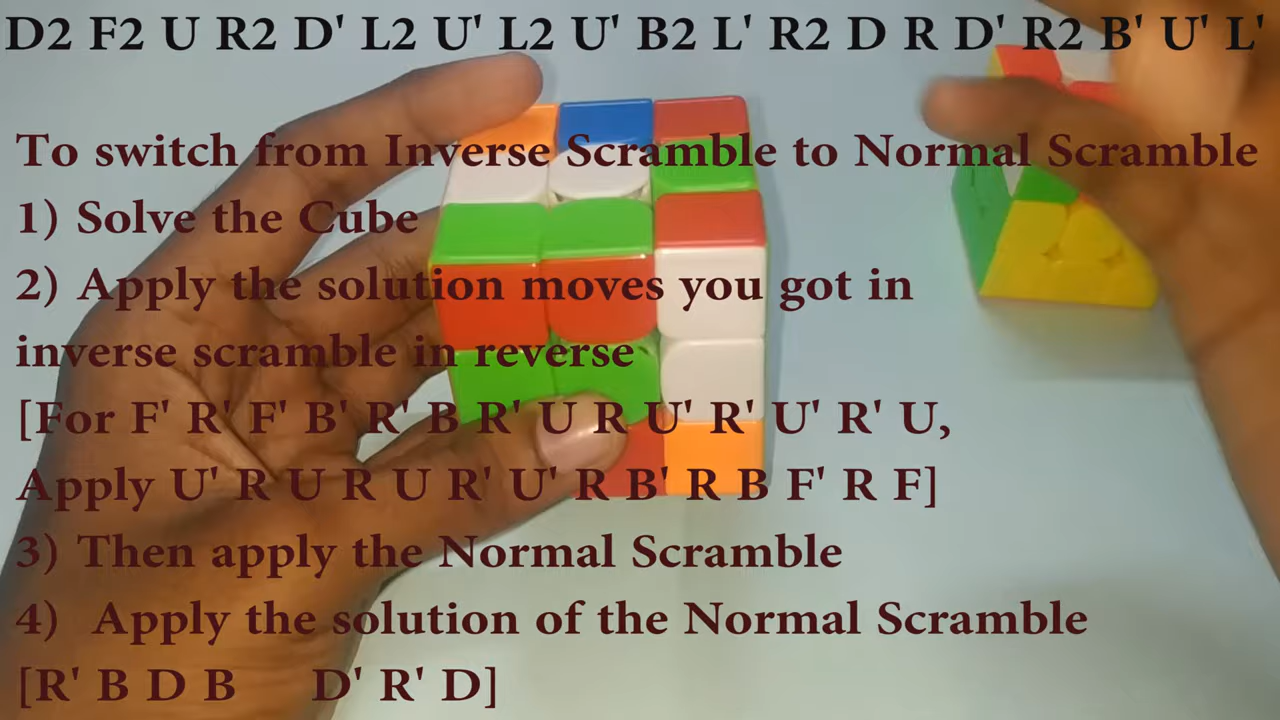 D2 F2 U R2 D' L2 U' L2 U' B2 L' R2 D R D' R2 B' U' L'
To switch from Inverse Scramble to Normal Scramble
1) Solve the Cube
2) Apply the solution moves you got in
inverse scramble in reverse
[For F' R' F' B' R' B R' U R U' R' U' R' U,
Apply U' R U R U R' U' R B' R B F' R F]
3) Then apply the Normal Scramble
4) Apply the solution of the Normal Scramble
[R' B D B D' R' D]